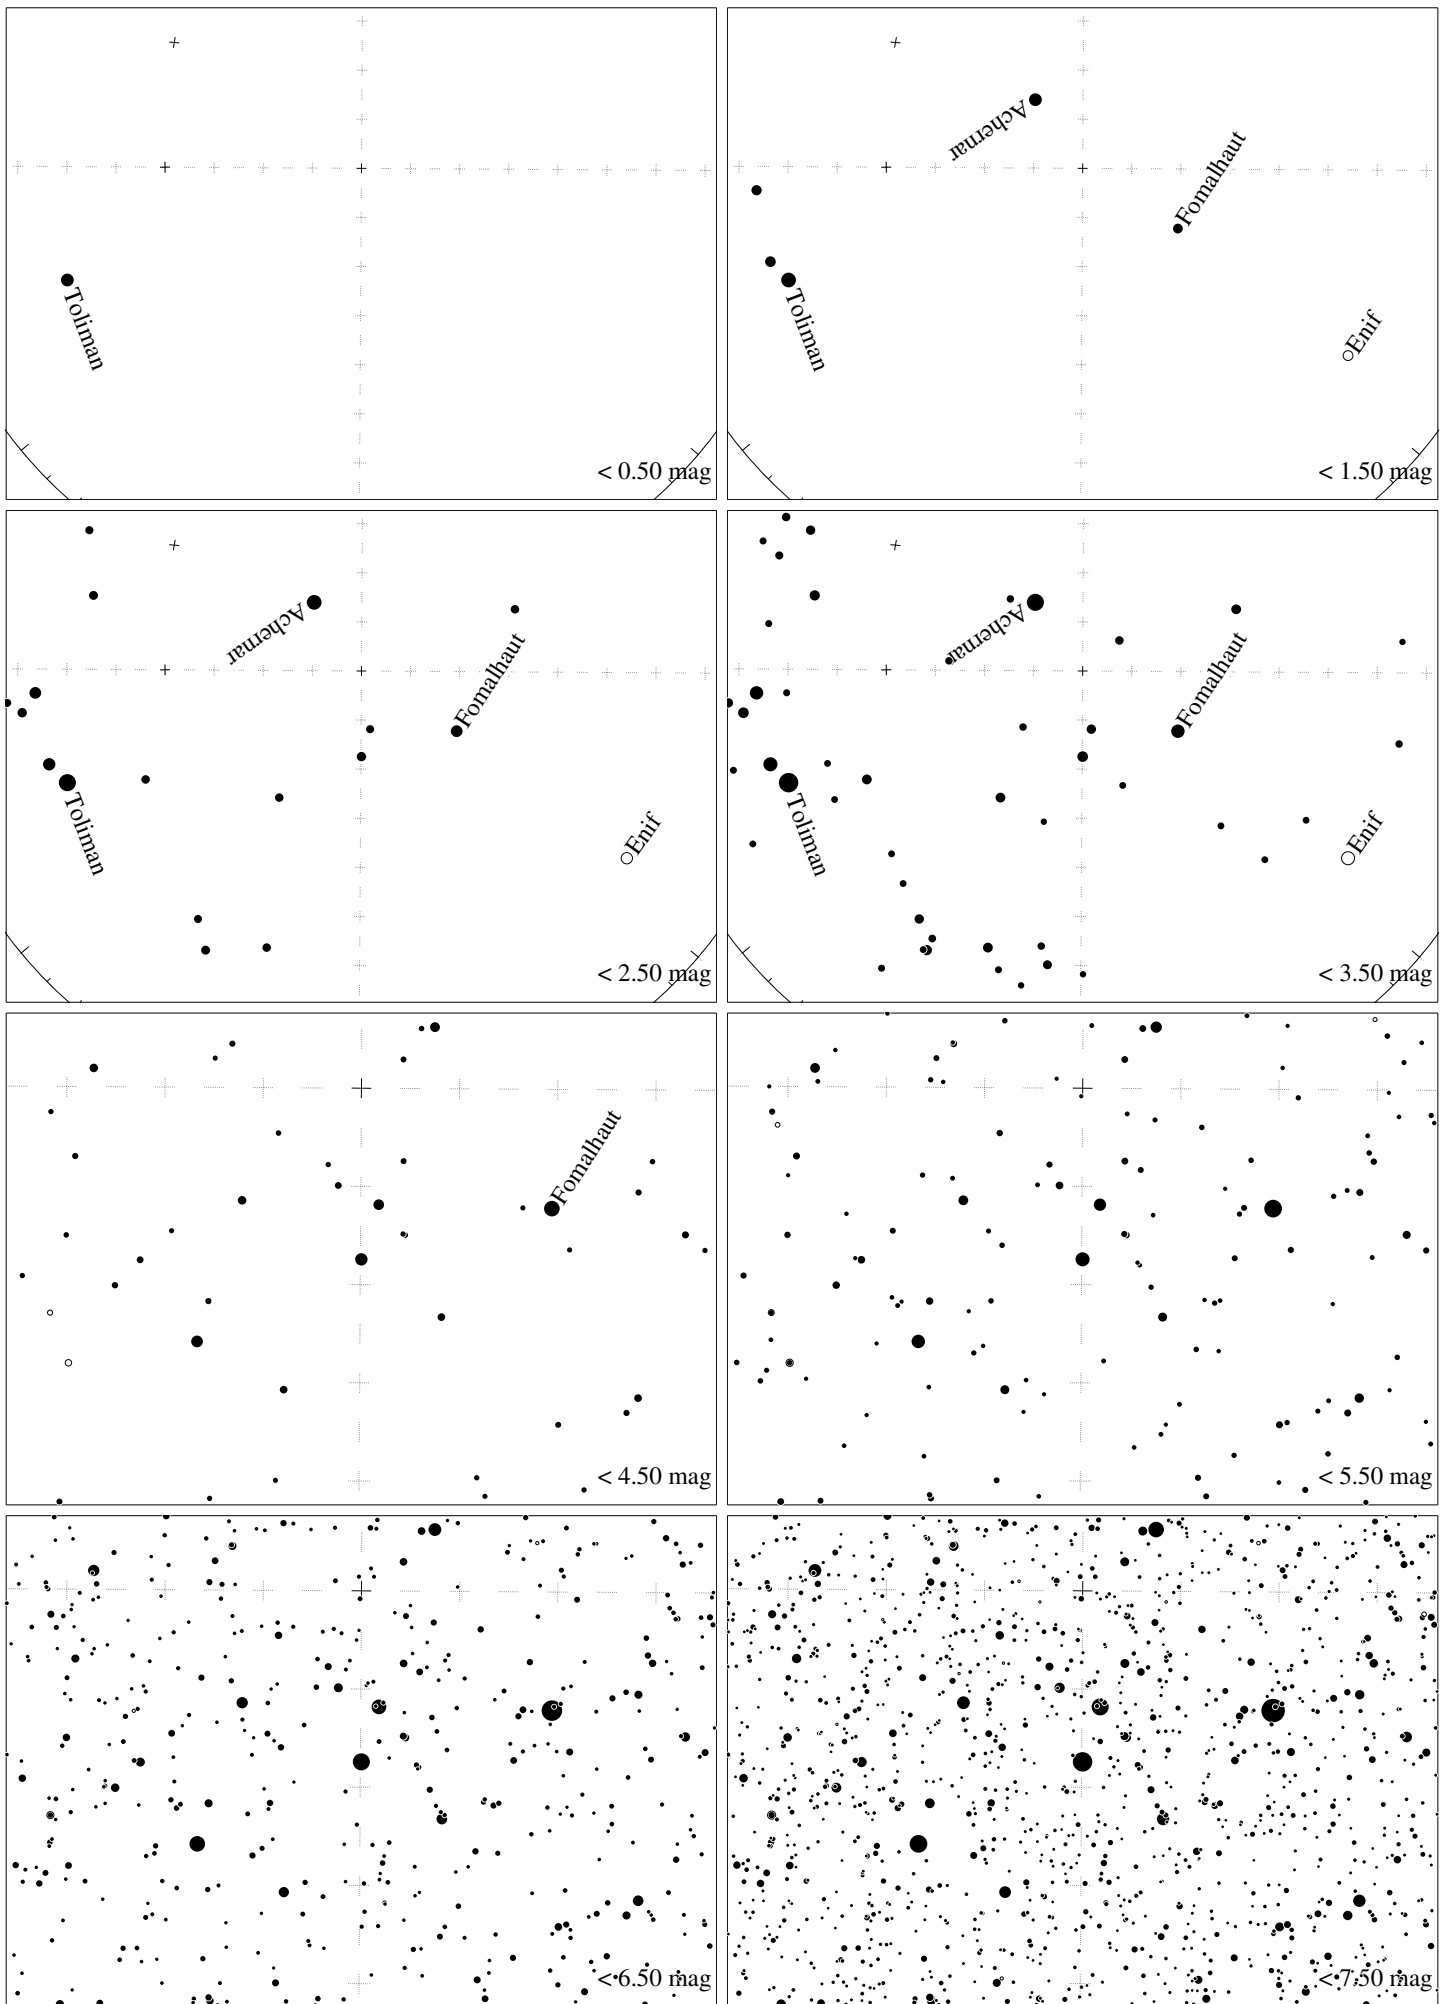 Toliman
< 0.50 mag
Achernar
Fomalhaut
Toliman
Enif
< 1.50 mag
Achernar
Fomalhaut
Toliman
Enif
< 2.50 mag
Achernar
Fomalhaut
Toliman
Enif
< 3.50 mag
Fomalhaut
< 4.50 mag
< 5.50 mag
< 6.50 mag
< 7.50 mag